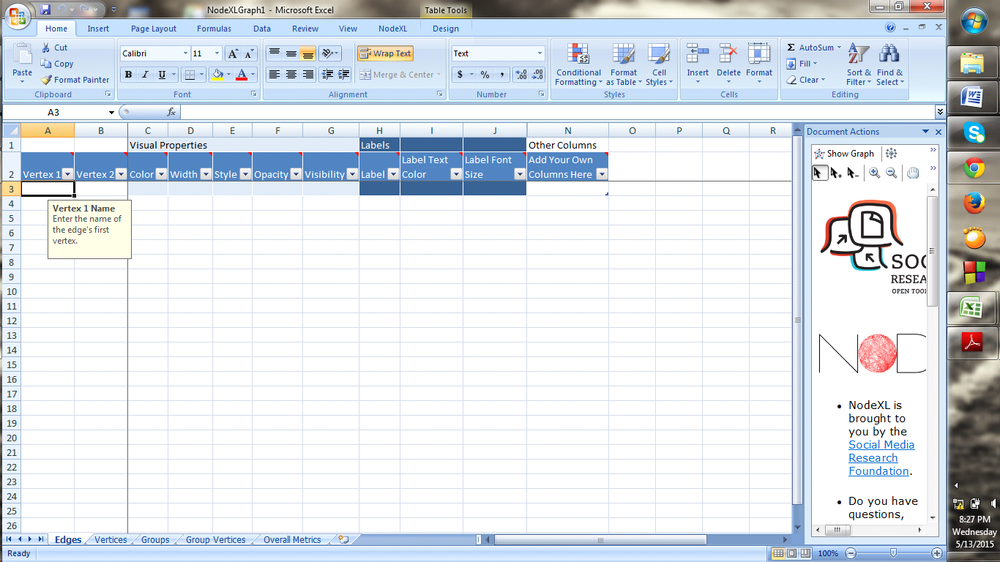 NodeXLGraph1 - Microsoft Excel
Table Tools
Home Insert Page Layout Formulas Data Review View NodeXL Design
Paste
Cut
Copy
Format Painter
Clipboard
Calibri 11
B I U A
Font
Wrap Text
Merge & Center
Alignment
Text
$ % ,
Number
Conditional Formatting
Format as Table
Cell Styles
Styles
Insert Delete Format
Cells
Σ AutoSum
Fill
Clear
Sort & Filter
Find & Select
Editing
A3
fx
A B C D E F G H I J N O P Q R
1 Visual Properties Labels Other Columns
2 Vertex 1 Vertex 2 Color Width Style Opacity Visibility Label Label Text Color Label Font Size Add Your Own Columns Here
3
Vertex 1 Name
Enter the name of
the edge's first
vertex.
4
5
6
7
8
9
10
11
12
13
14
15
16
17
18
19
20
21
22
23
24
25
26
Document Actions
Show Graph
SOC
RESEA
OPEN TOO
NOD
NodeXL is
brought to
you by the
Social Media
Research
Foundation.
Do you have
questions,
Edges Vertices Groups Group Vertices Overall Metrics
Ready
100%
8:27 PM
Wednesday
5/13/2015